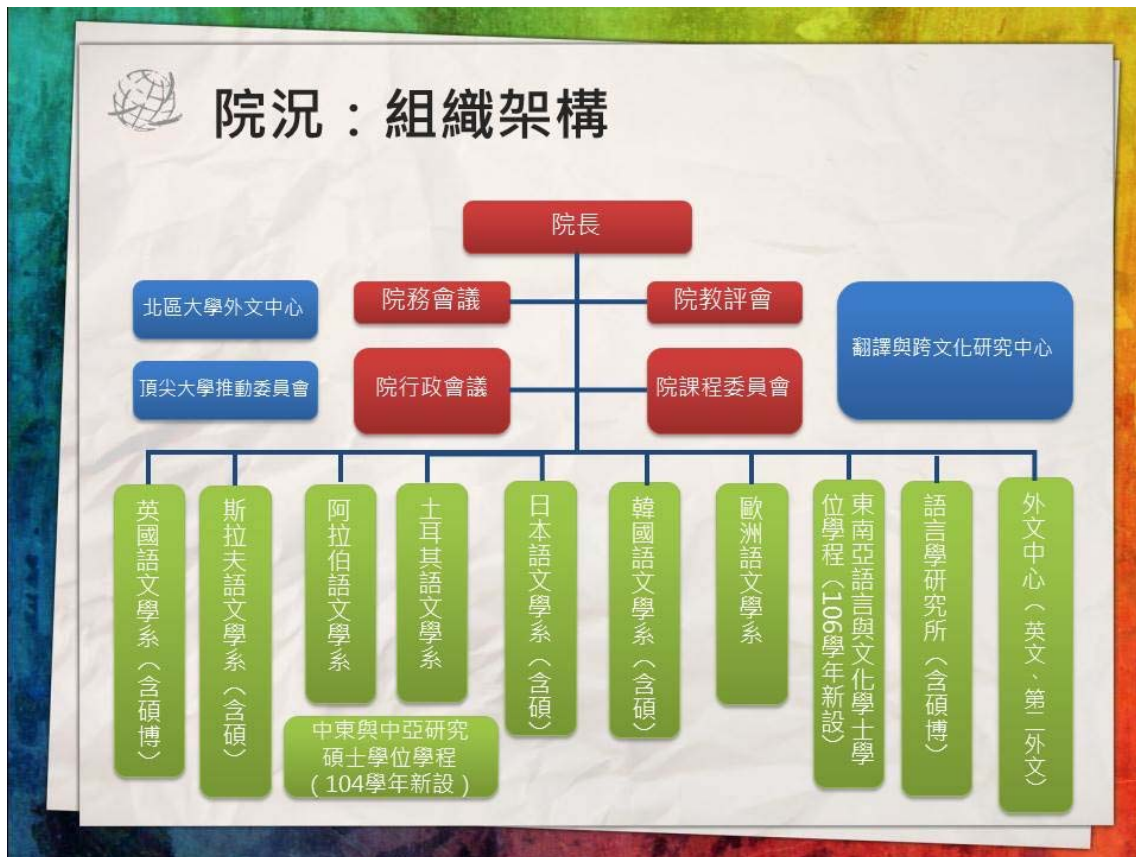 院況：組織架構
院長
北區大學外文中心
院務會議
院教評會
翻譯與跨文化研究中心
頂尖大學推動委員會
院行政會議
院課程委員會
英國語文學系（含碩博）
斯拉夫語文學系（含碩）
阿拉伯語文學系
土耳其語文學系
中東與中亞研究
碩士學位學程
（104學年新設）
日本語文學系（含碩）
韓國語文學系（含碩）
歐洲語文學系
東南亞語言與文化學士學
位學程（106學年新設）
語言學研究所（含碩博）
外文中心（英文、第二外文）